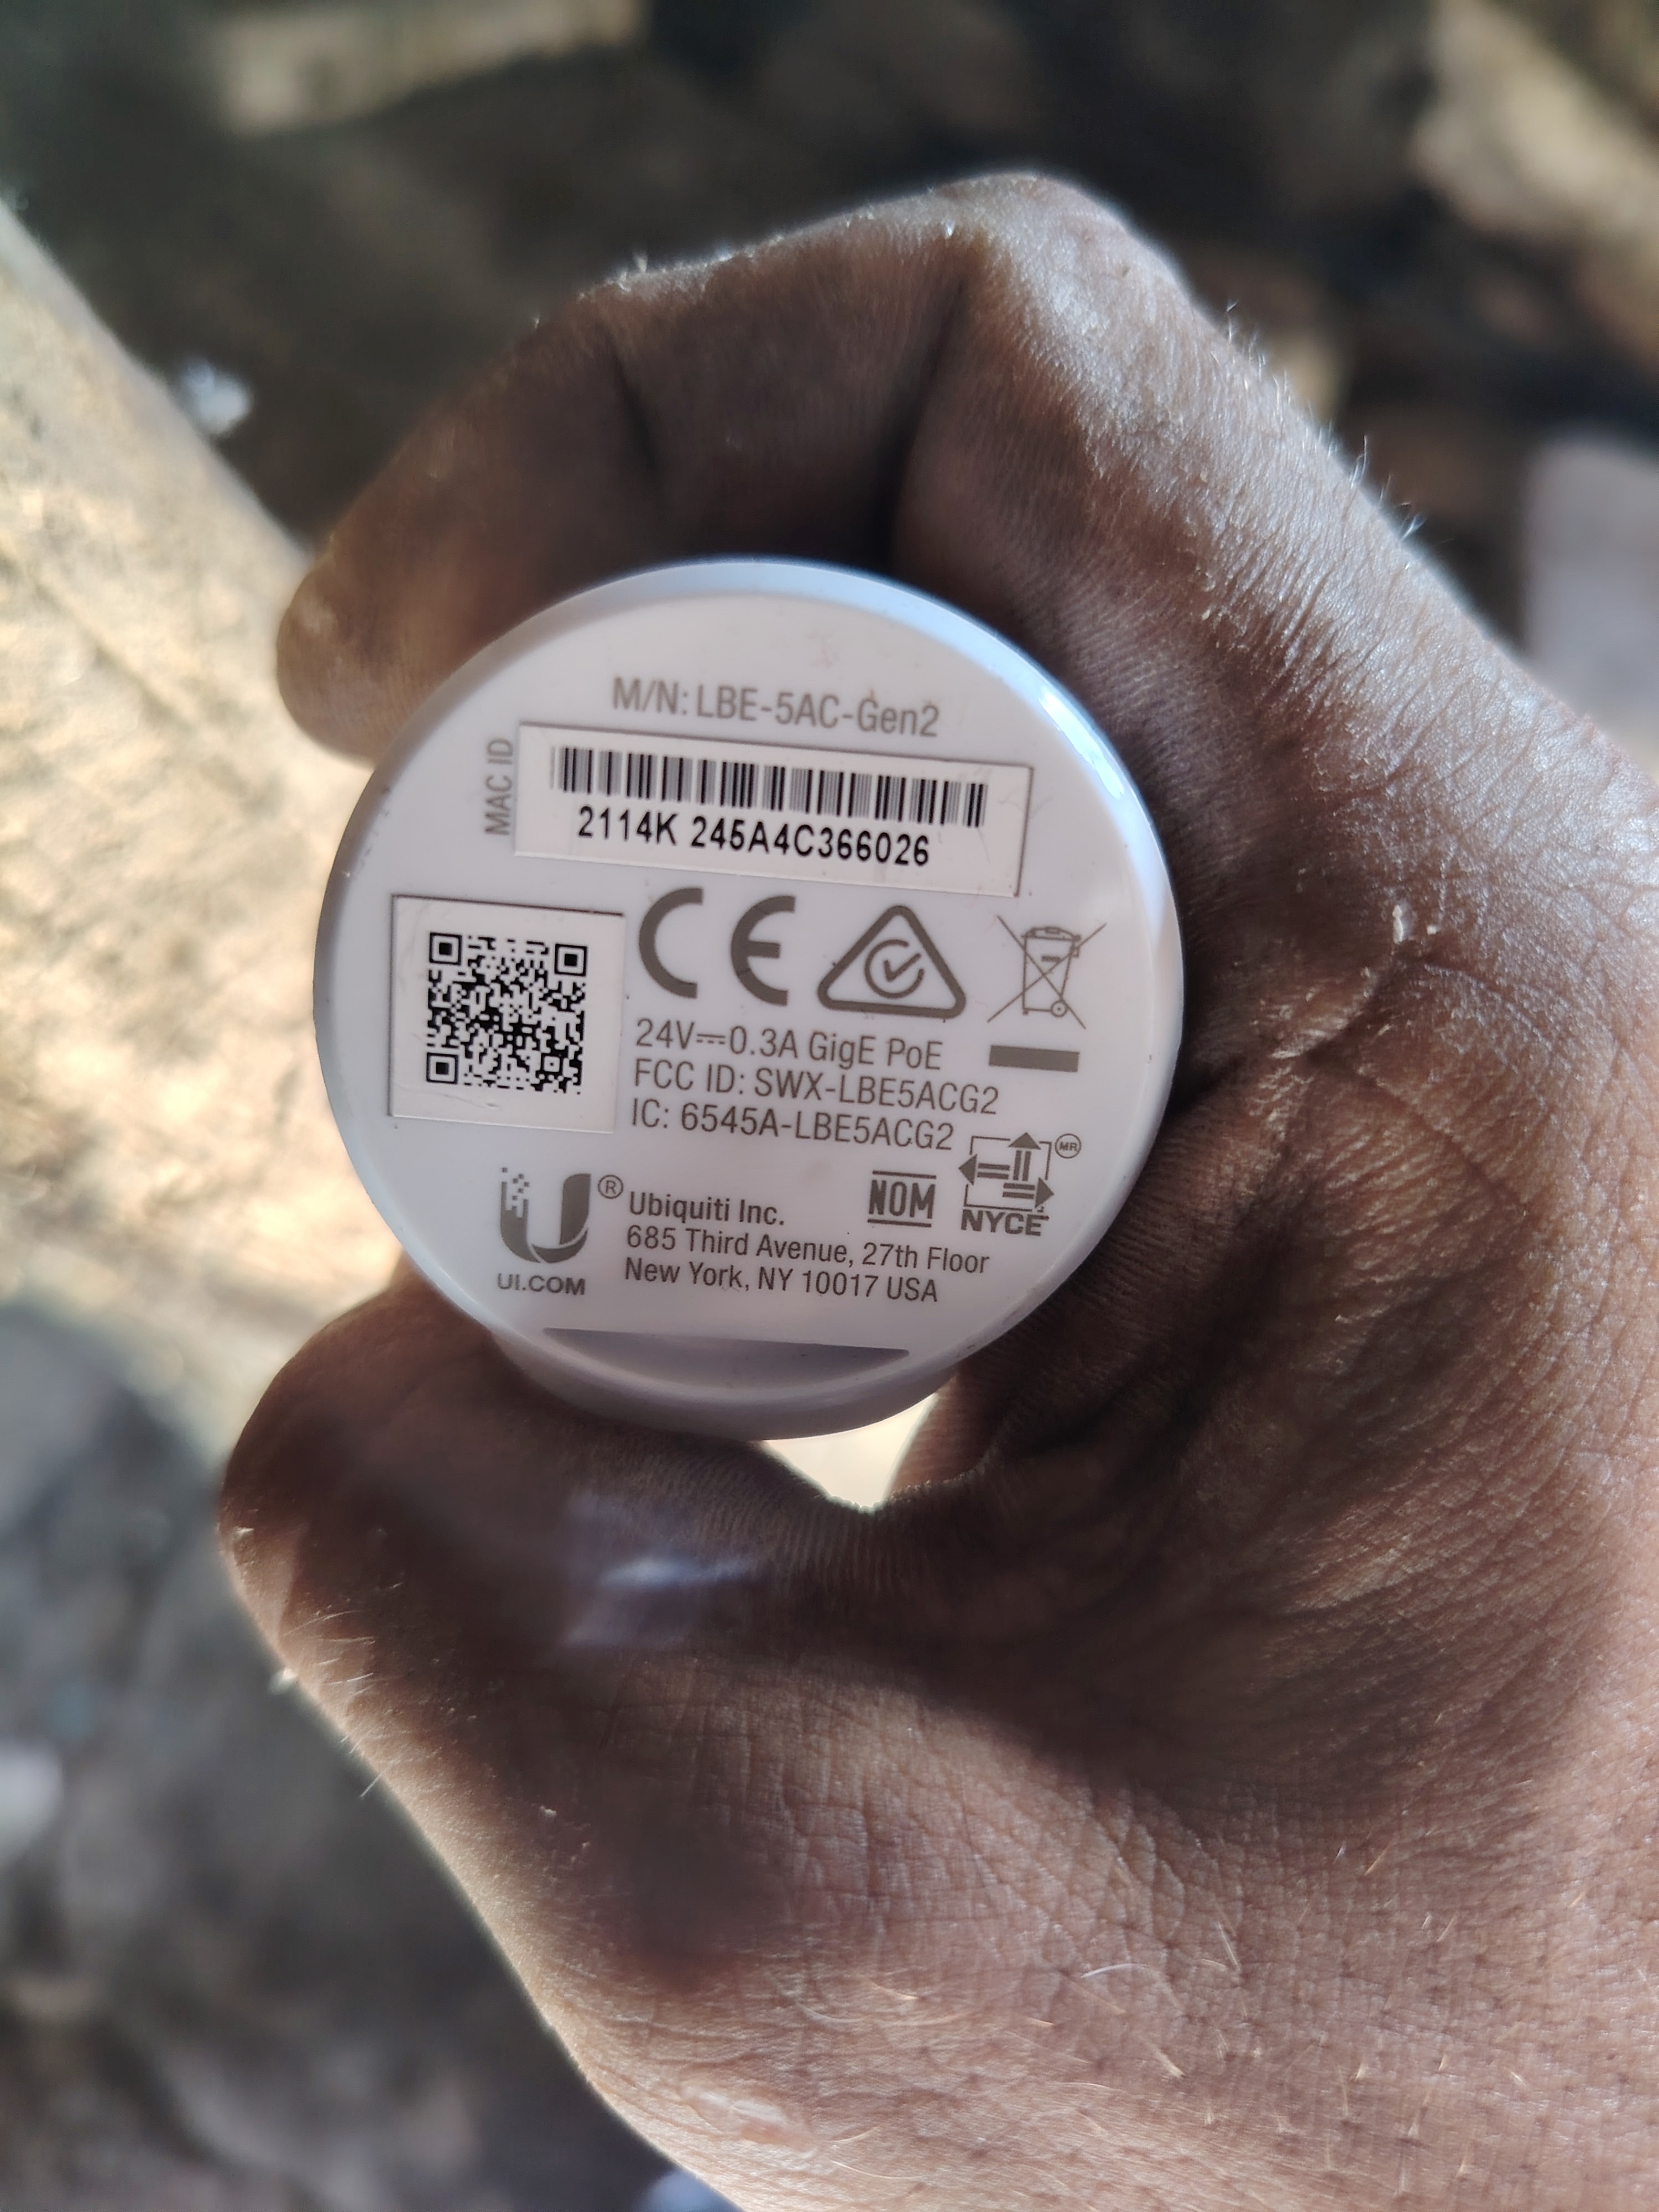 M/N: LBE-5AC-Gen2
MAC ID
2114K 245A4C366026
CE
24V⎓0.3A GigE PoE
FCC ID: SWX-LBE5ACG2
IC: 6545A-LBE5ACG2
MR
NOM
NYCE
U®
UI.COM
Ubiquiti Inc.
685 Third Avenue, 27th Floor
New York, NY 10017 USA